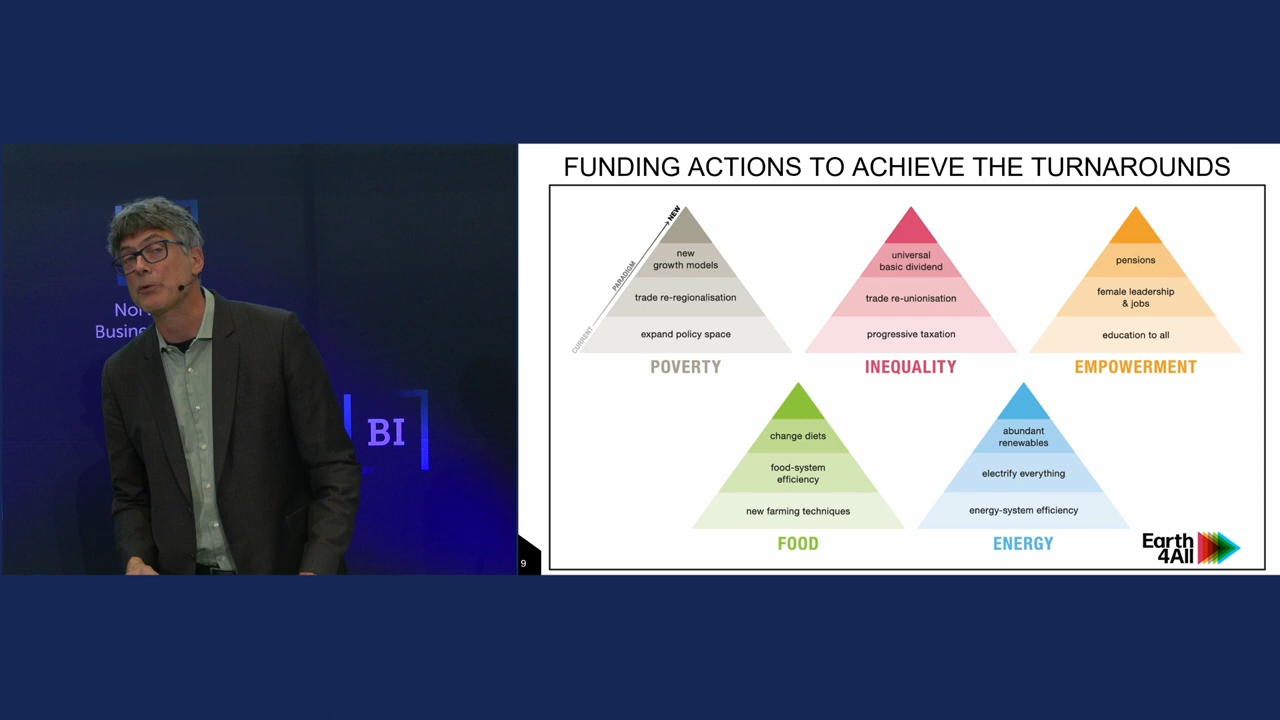 Nor
Busine
BI
FUNDING ACTIONS TO ACHIEVE THE TURNAROUNDS
CURRENT PARADIGM → NEW
new
growth models
trade re-regionalisation
expand policy space
POVERTY
universal
basic dividend
trade re-unionisation
progressive taxation
INEQUALITY
pensions
female leadership
& jobs
education to all
EMPOWERMENT
change diets
food-system
efficiency
new farming techniques
FOOD
abundant
renewables
electrify everything
energy-system efficiency
ENERGY
Earth
4All
9